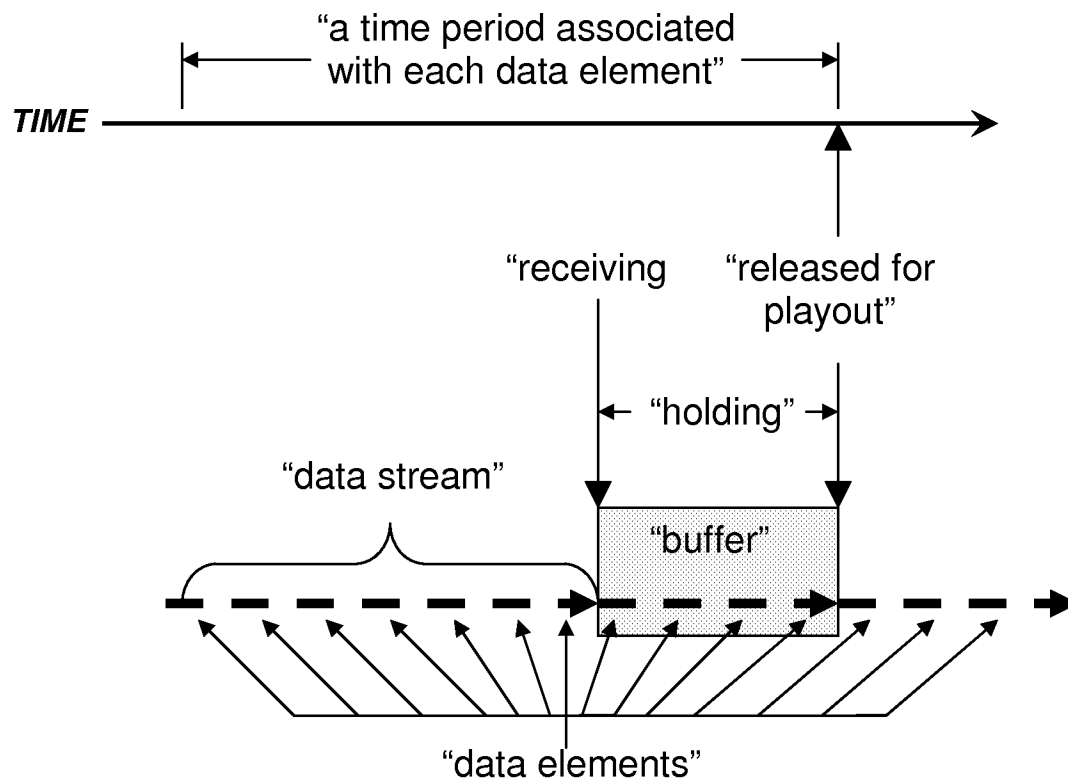 “a time period associated
with each data element”
TIME
“receiving
“released for
playout”
“holding”
“data stream”
“buffer”
“data elements”